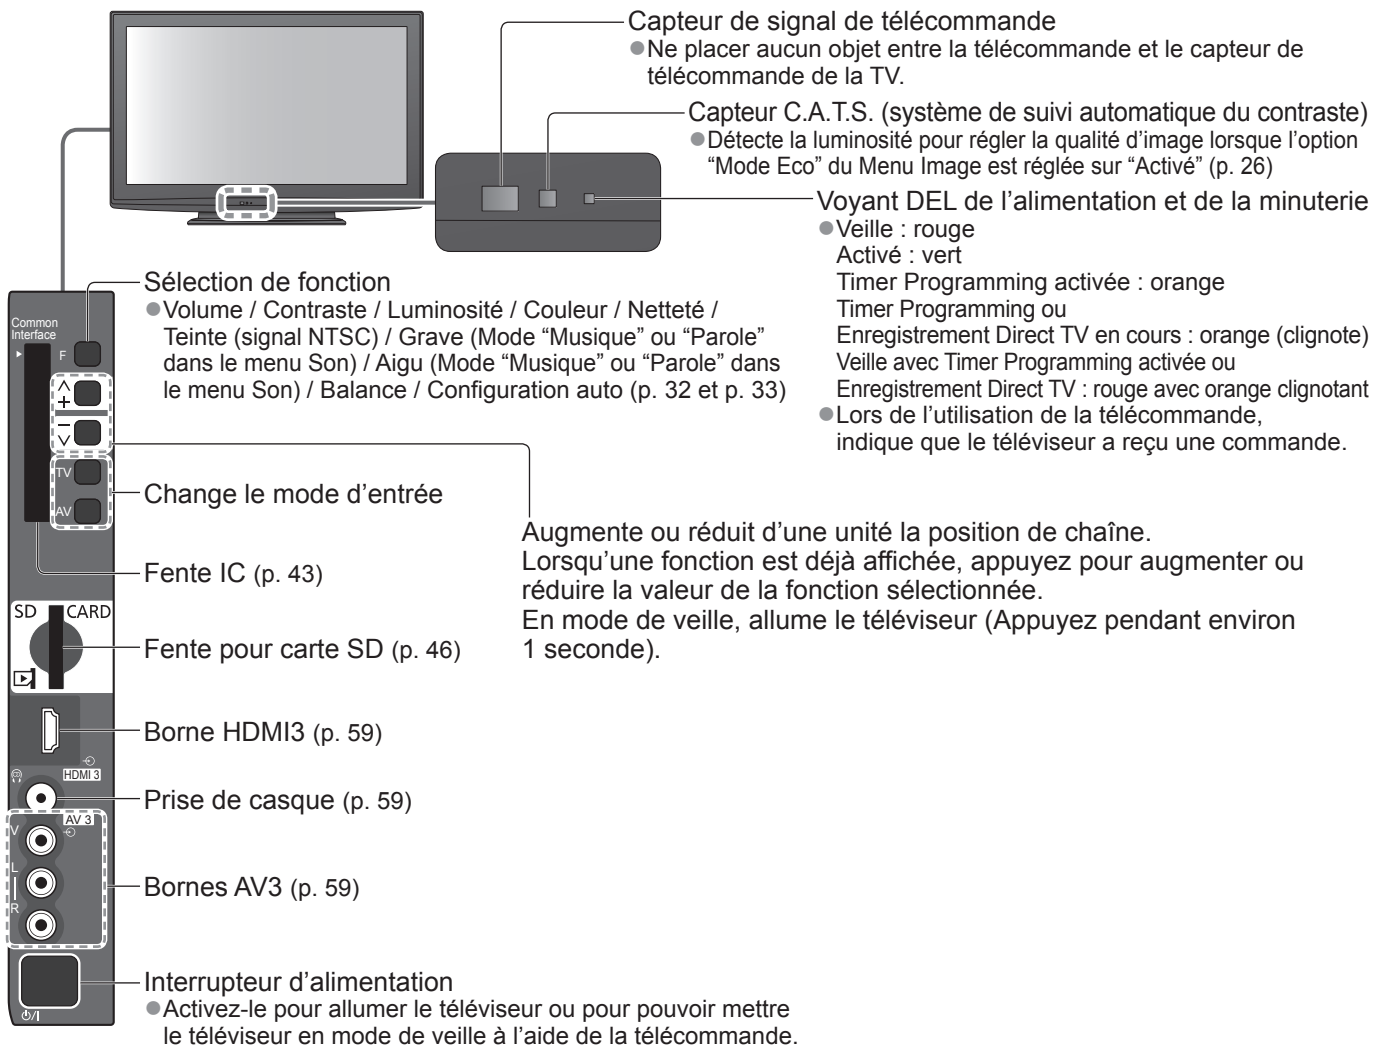 Capteur de signal de télécommande
●Ne placer aucun objet entre la télécommande et le capteur de
télécommande de la TV.
Capteur C.A.T.S. (système de suivi automatique du contraste)
●Détecte la luminosité pour régler la qualité d’image lorsque l’option
“Mode Eco” du Menu Image est réglée sur “Activé” (p. 26)
Voyant DEL de l’alimentation et de la minuterie
●Veille : rouge
Activé : vert
Timer Programming activée : orange
Timer Programming ou
Enregistrement Direct TV en cours : orange (clignote)
Veille avec Timer Programming activée ou
Enregistrement Direct TV : rouge avec orange clignotant
●Lors de l’utilisation de la télécommande,
indique que le téléviseur a reçu une commande.
Sélection de fonction
●Volume / Contraste / Luminosité / Couleur / Netteté /
Teinte (signal NTSC) / Grave (Mode “Musique” ou “Parole”
dans le menu Son) / Aigu (Mode “Musique” ou “Parole” dans
le menu Son) / Balance / Configuration auto (p. 32 et p. 33)
Common
Interface
F
+
−
TV
AV
Change le mode d’entrée
Augmente ou réduit d’une unité la position de chaîne.
Lorsqu’une fonction est déjà affichée, appuyez pour augmenter ou
réduire la valeur de la fonction sélectionnée.
En mode de veille, allume le téléviseur (Appuyez pendant environ
1 seconde).
Fente IC (p. 43)
SD CARD
Fente pour carte SD (p. 46)
Borne HDMI3 (p. 59)
HDMI 3
Prise de casque (p. 59)
AV 3
V
L
R
Bornes AV3 (p. 59)
Interrupteur d’alimentation
●Activez-le pour allumer le téléviseur ou pour pouvoir mettre
le téléviseur en mode de veille à l’aide de la télécommande.
⏻/I